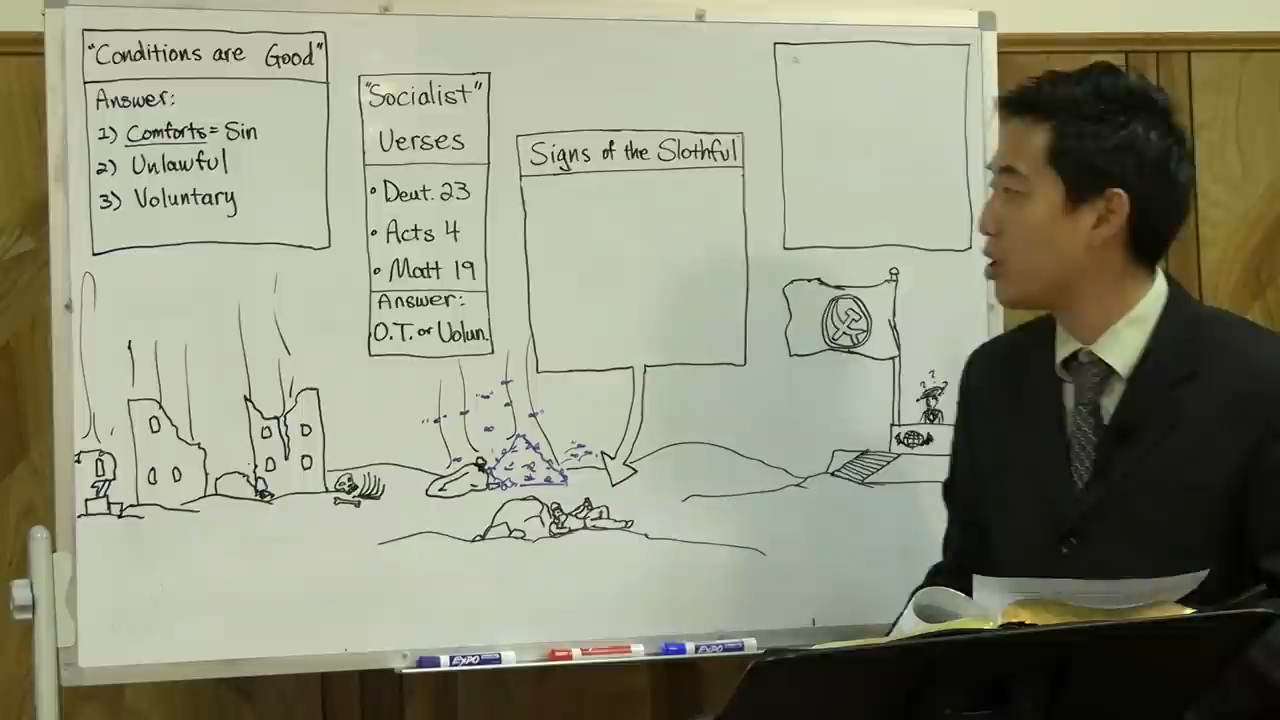 "Conditions are Good"
Answer:
1) Comforts = Sin
2) Unlawful
3) Voluntary
"Socialist"
Verses
• Deut. 23
• Acts 4
• Matt 19
Answer:
O.T. or Volun.
Signs of the Slothful
? ? ?
EXPO
EXPO
EXPO